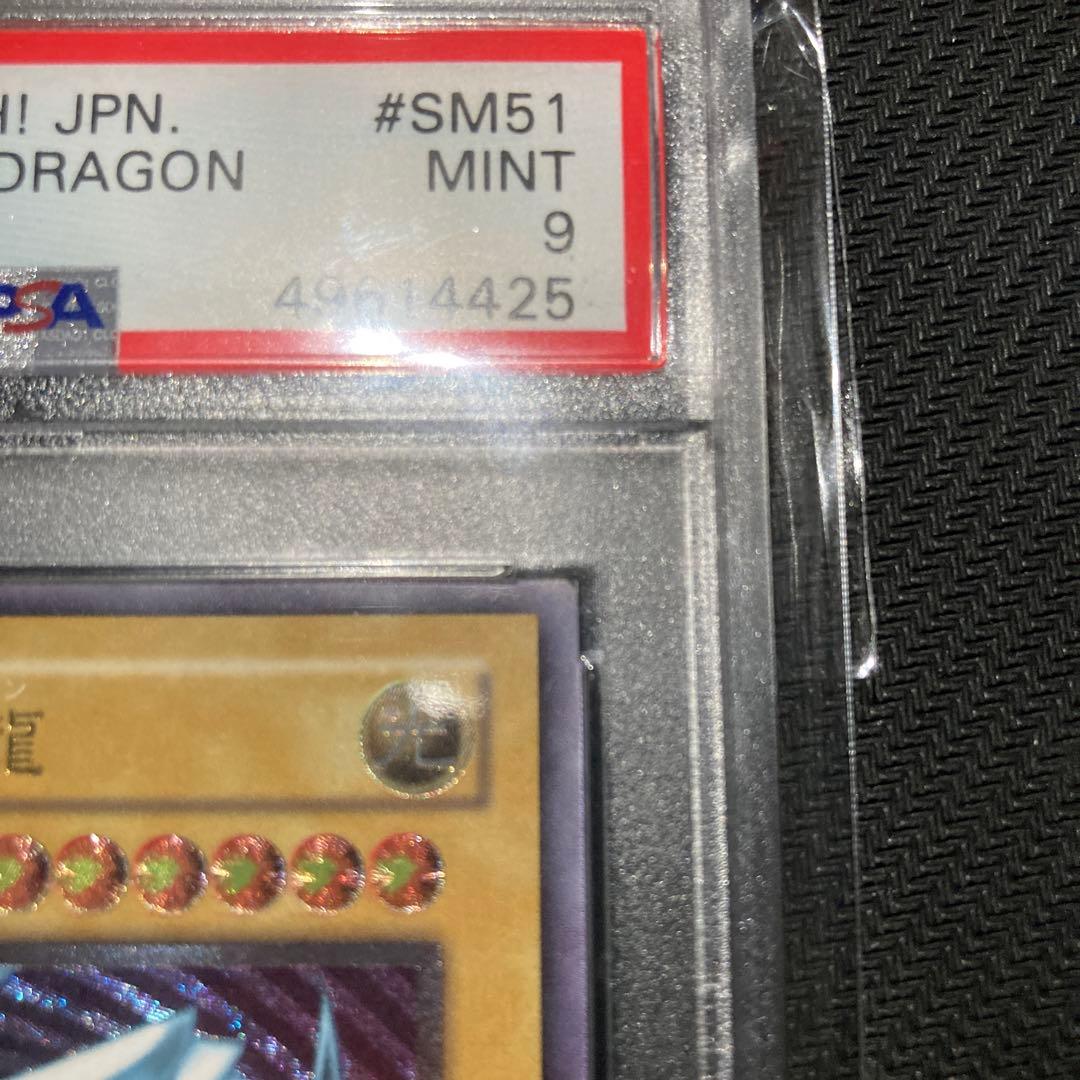 H! JPN. #SM51
DRAGON MINT
9
PSA 49614425
光